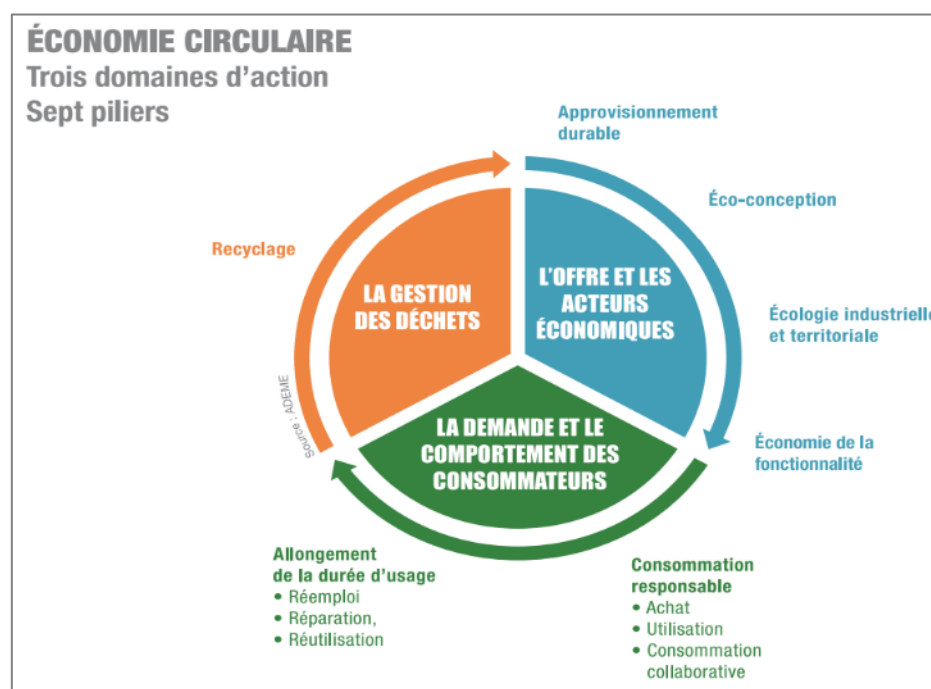 ÉCONOMIE CIRCULAIRE
Trois domaines d'action
Sept piliers
Approvisionnement
durable
Éco-conception
Recyclage
L'OFFRE ET LES
ACTEURS
ÉCONOMIQUES
LA GESTION
DES DÉCHETS
Écologie industrielle
et territoriale
Source : ADEME
LA DEMANDE ET LE
COMPORTEMENT DES
CONSOMMATEURS
Économie de la
fonctionnalité
Allongement
de la durée d'usage
• Réemploi
• Réparation,
• Réutilisation
Consommation
responsable
• Achat
• Utilisation
• Consommation
collaborative